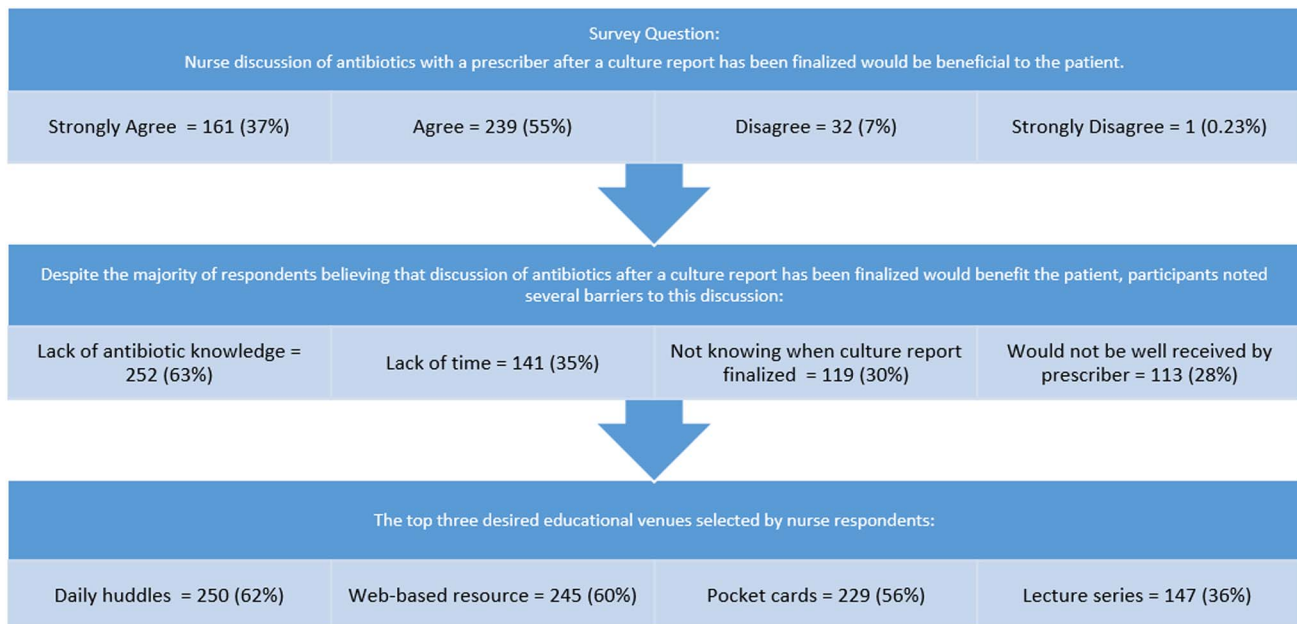 Survey Question:
Nurse discussion of antibiotics with a prescriber after a culture report has been finalized would be beneficial to the patient.
Strongly Agree = 161 (37%)
Agree = 239 (55%)
Disagree = 32 (7%)
Strongly Disagree = 1 (0.23%)
Despite the majority of respondents believing that discussion of antibiotics after a culture report has been finalized would benefit the patient, participants noted
several barriers to this discussion:
Lack of antibiotic knowledge =
252 (63%)
Lack of time = 141 (35%)
Not knowing when culture report
finalized = 119 (30%)
Would not be well received by
prescriber = 113 (28%)
The top three desired educational venues selected by nurse respondents:
Daily huddles = 250 (62%)
Web-based resource = 245 (60%)
Pocket cards = 229 (56%)
Lecture series = 147 (36%)